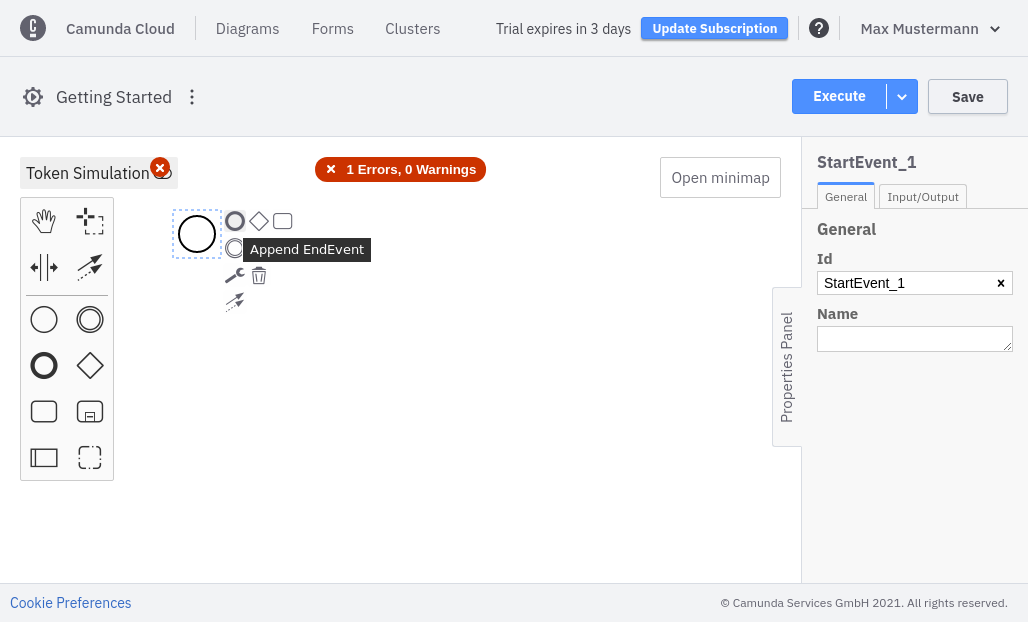 Camunda Cloud
Diagrams
Forms
Clusters
Trial expires in 3 days
Update Subscription
Max Mustermann
Getting Started
Execute
Save
Token Simulation
1 Errors, 0 Warnings
Open minimap
Append EndEvent
Properties Panel
StartEvent_1
General
Input/Output
General
Id
StartEvent_1
Name
Cookie Preferences
© Camunda Services GmbH 2021. All rights reserved.